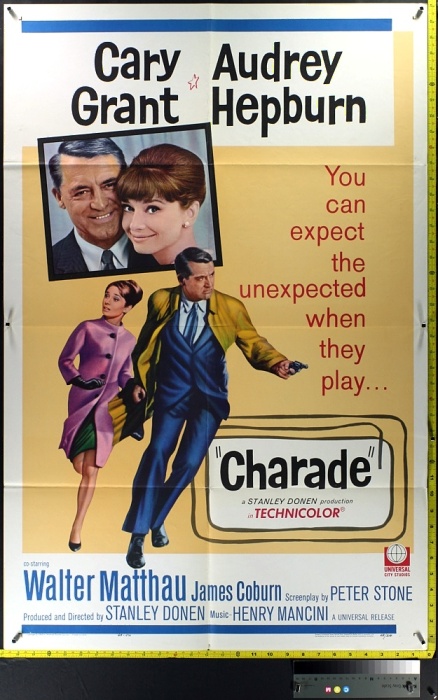 Cary Audrey
Grant Hepburn
You
can
expect
the
unexpected
when
they
play...
"Charade"
a STANLEY DONEN production
in TECHNICOLOR®
UNIVERSAL
CITY STUDIOS
co-starring
Walter Matthau James Coburn Screenplay by PETER STONE
Produced and Directed by STANLEY DONEN Music- HENRY MANCINI A UNIVERSAL RELEASE